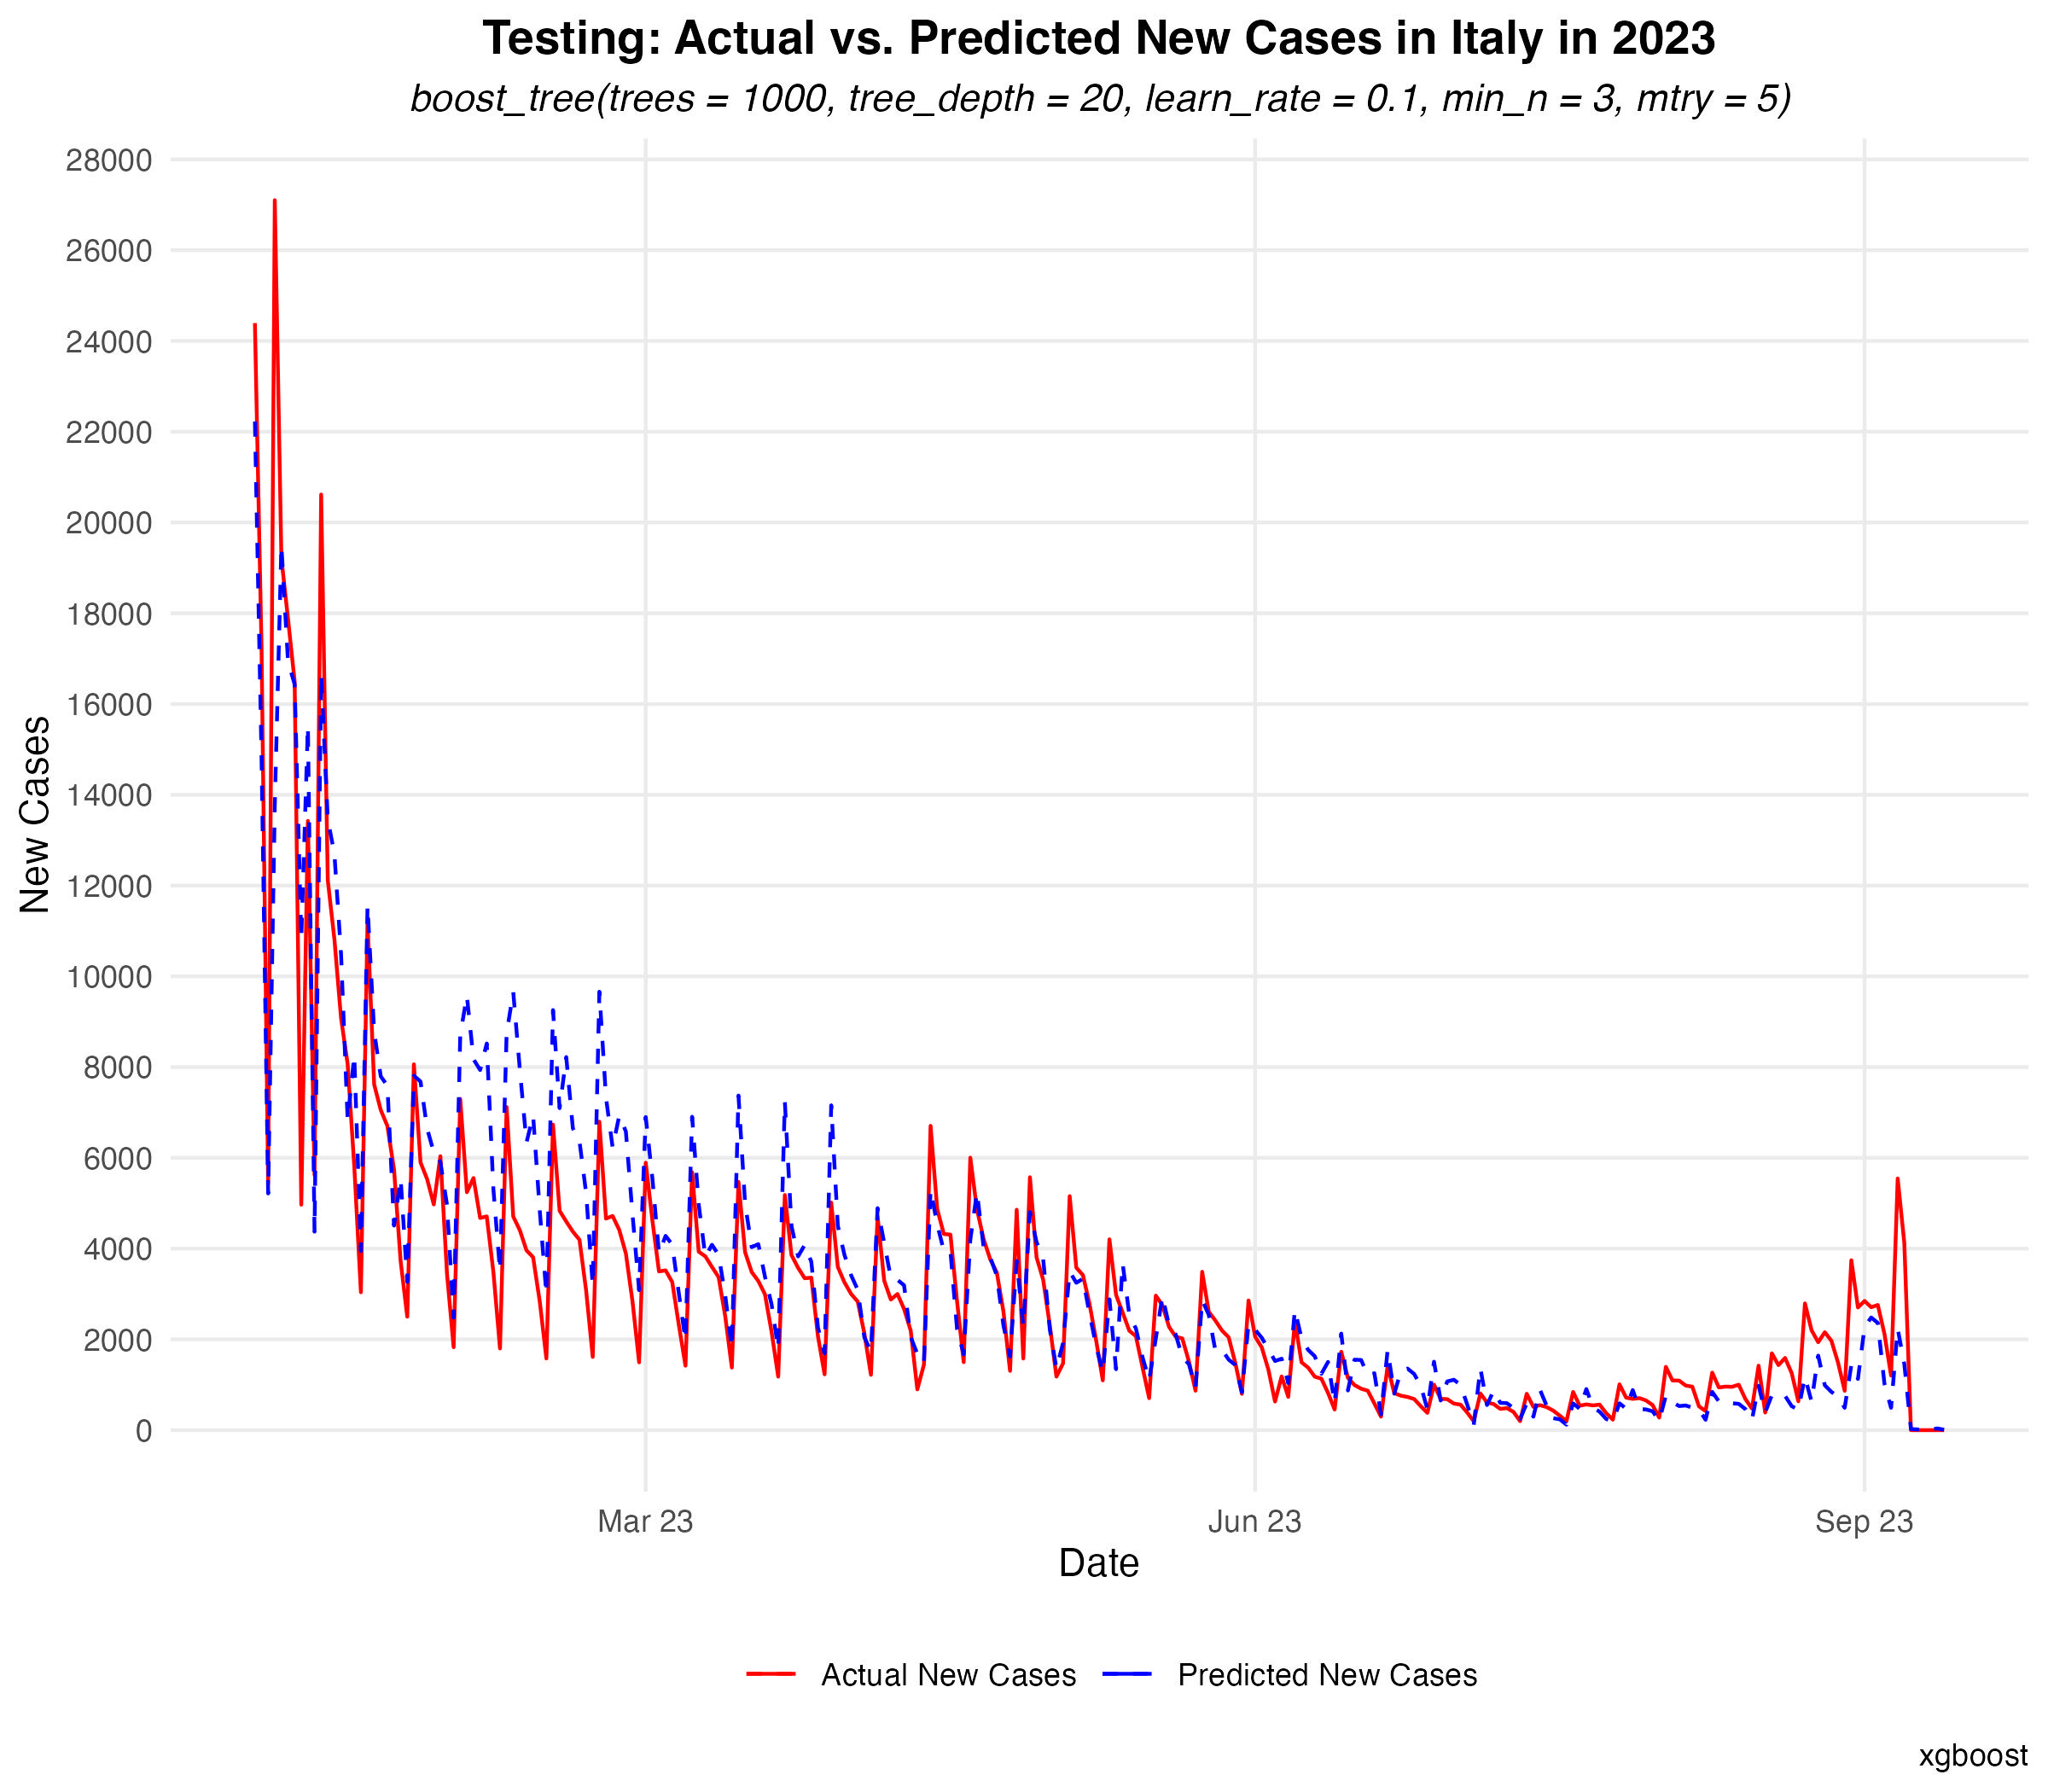 Testing: Actual vs. Predicted New Cases in Italy in 2023
boost_tree(trees = 1000, tree_depth = 20, learn_rate = 0.1, min_n = 3, mtry = 5)
28000
26000
24000
22000
20000
18000
16000
14000
12000
10000
8000
6000
4000
2000
0
New Cases
Mar 23
Jun 23
Sep 23
Date
Actual New Cases
Predicted New Cases
xgboost